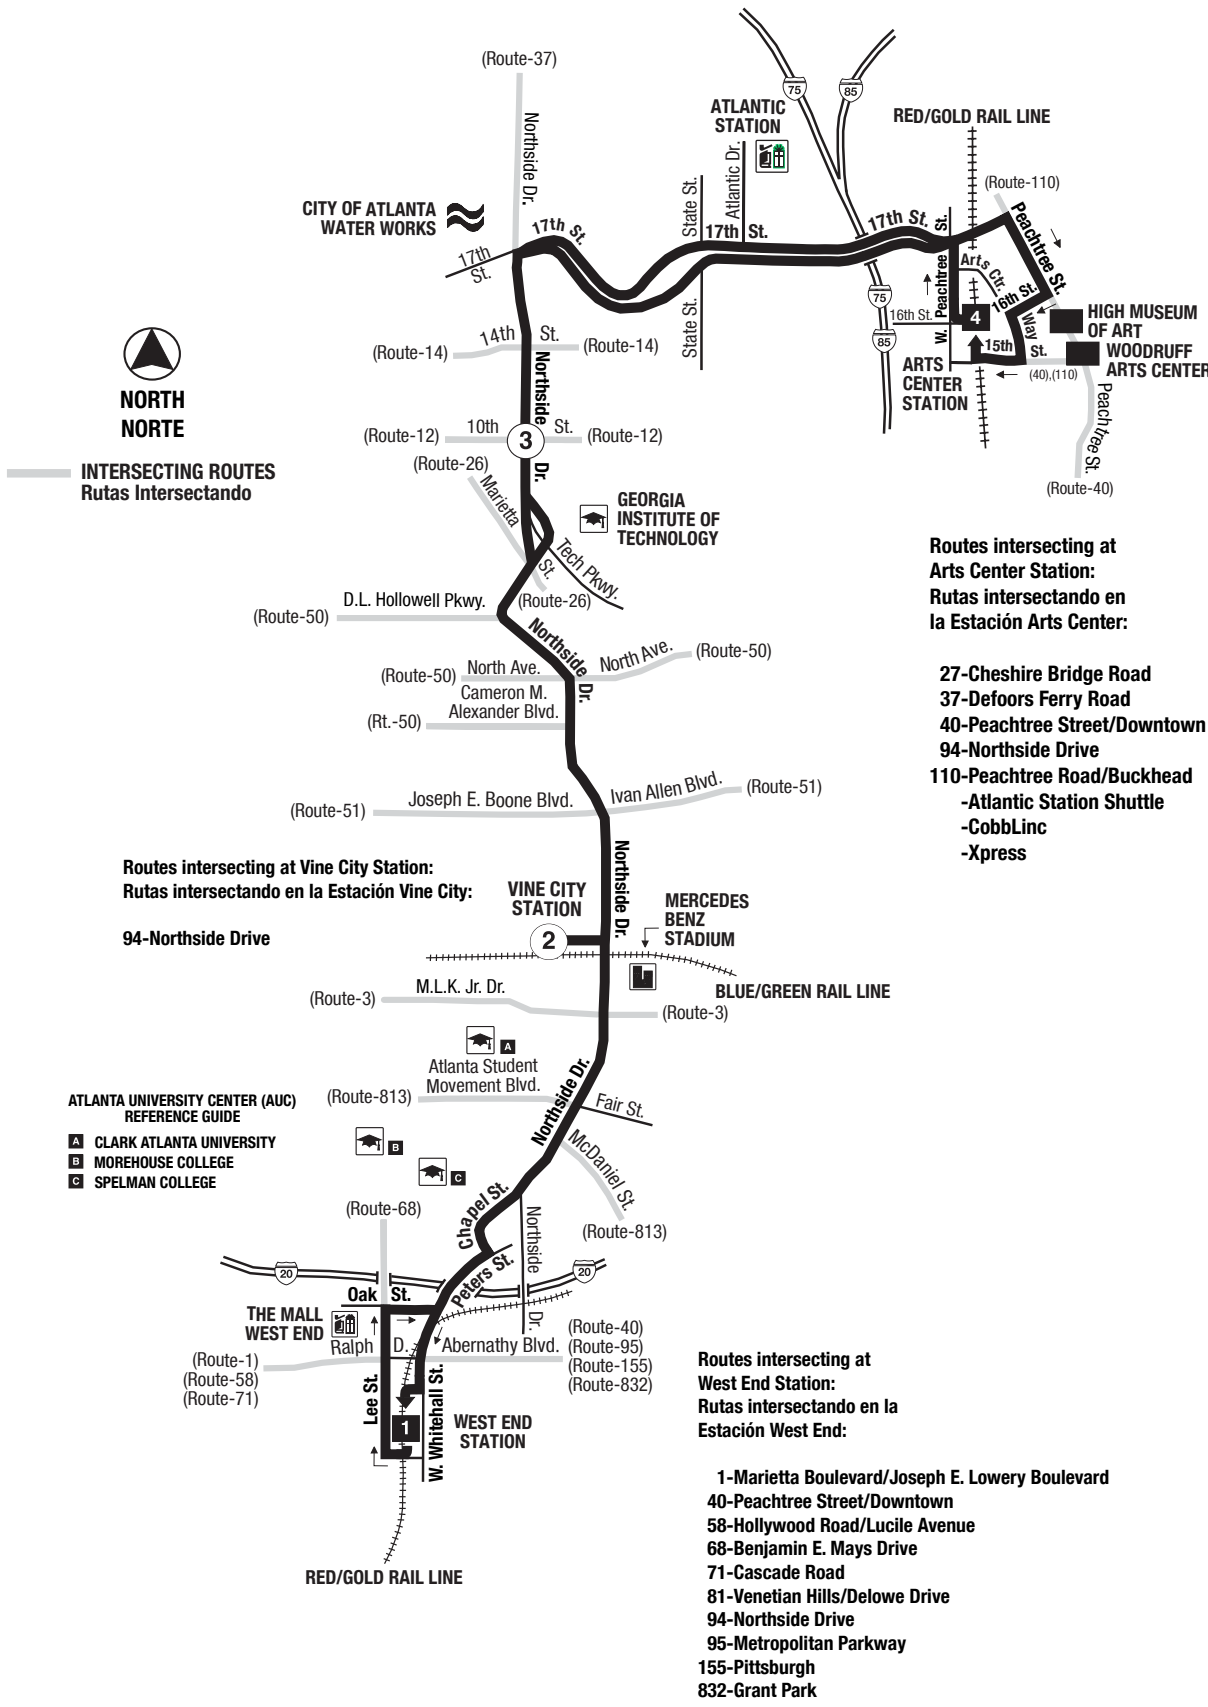 (Route-37)
Northside Dr.
75
85
ATLANTIC
STATION
RED/GOLD RAIL LINE
(Route-110)
CITY OF ATLANTA
WATER WORKS
17th St.
17th
St.
State St.
Atlantic Dr.
17th St.
State St.
17th St.
W. Peachtree St.
Peachtree St.
Arts Ctr.
Way
16th St.
16th St.
4
15th
St.
(40),(110)
75
85
HIGH MUSEUM
OF ART
WOODRUFF
ARTS CENTER
ARTS
CENTER
STATION
Peachtree St.
(Route-40)
NORTH
NORTE
INTERSECTING ROUTES
Rutas Intersectando
(Route-14)
14th St.
(Route-14)
Northside Dr.
(Route-12)
10th St.
(Route-12)
3
(Route-26)
Marietta St.
(Route-26)
GEORGIA
INSTITUTE OF
TECHNOLOGY
Tech Pkwy.
D.L. Hollowell Pkwy.
(Route-50)
Northside Dr.
(Route-50)
North Ave.
North Ave.
(Route-50)
Cameron M.
Alexander Blvd.
(Rt.-50)
(Route-51)
Joseph E. Boone Blvd.
Ivan Allen Blvd.
(Route-51)
Routes intersecting at
Arts Center Station:
Rutas intersectando en
la Estación Arts Center:
27-Cheshire Bridge Road
37-Defoors Ferry Road
40-Peachtree Street/Downtown
94-Northside Drive
110-Peachtree Road/Buckhead
-Atlantic Station Shuttle
-CobbLinc
-Xpress
Routes intersecting at Vine City Station:
Rutas intersectando en la Estación Vine City:
94-Northside Drive
VINE CITY
STATION
2
Northside Dr.
MERCEDES
BENZ
STADIUM
BLUE/GREEN RAIL LINE
(Route-3)
M.L.K. Jr. Dr.
(Route-3)
A
Atlanta Student
Movement Blvd.
(Route-813)
Northside Dr.
Fair St.
McDaniel St.
(Route-813)
ATLANTA UNIVERSITY CENTER (AUC)
REFERENCE GUIDE
A CLARK ATLANTA UNIVERSITY
B MOREHOUSE COLLEGE
C SPELMAN COLLEGE
B
C
(Route-68)
Chapel St.
Northside Dr.
Peters St.
20
20
Oak St.
THE MALL
WEST END
Ralph D. Abernathy Blvd.
(Route-1)
(Route-58)
(Route-71)
(Route-40)
(Route-95)
(Route-155)
(Route-832)
Lee St.
1
W. Whitehall St.
WEST END
STATION
RED/GOLD RAIL LINE
Routes intersecting at
West End Station:
Rutas intersectando en la
Estación West End:
1-Marietta Boulevard/Joseph E. Lowery Boulevard
40-Peachtree Street/Downtown
58-Hollywood Road/Lucile Avenue
68-Benjamin E. Mays Drive
71-Cascade Road
81-Venetian Hills/Delowe Drive
94-Northside Drive
95-Metropolitan Parkway
155-Pittsburgh
832-Grant Park